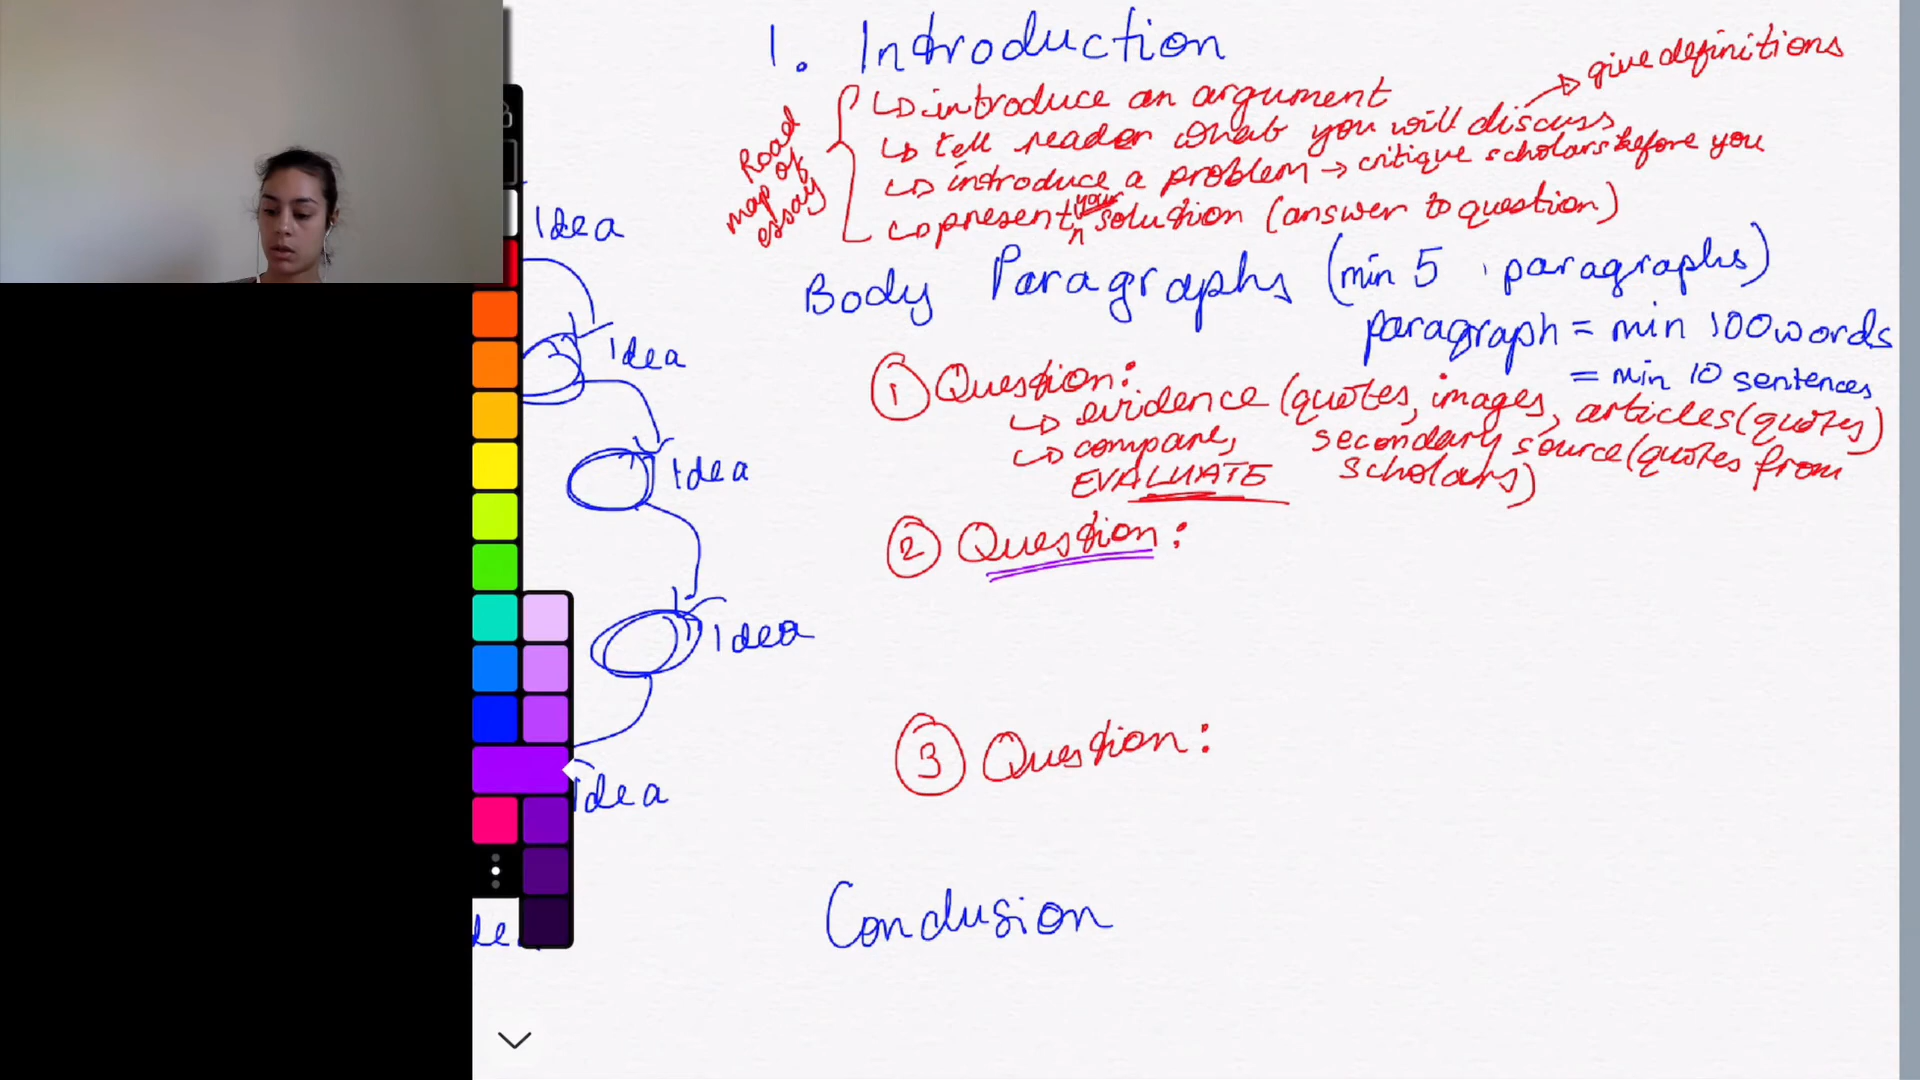 1. Introduction
↳ introduce an argument
↳ tell reader what you will discuss → give definitions
↳ introduce a problem → critique scholars before you
↳ present your solution (answer to question)
Road
map of
essay
Body Paragraphs (min 5 paragraphs)
paragraph = min 100 words
= min 10 sentences
① Question:
↳ evidence (quotes, images, articles (quotes)
secondary source (quotes from
scholars)
↳ compare,
EVALUATE
② Question:
③ Question:
Conclusion
Idea
Idea
Idea
Idea
Idea